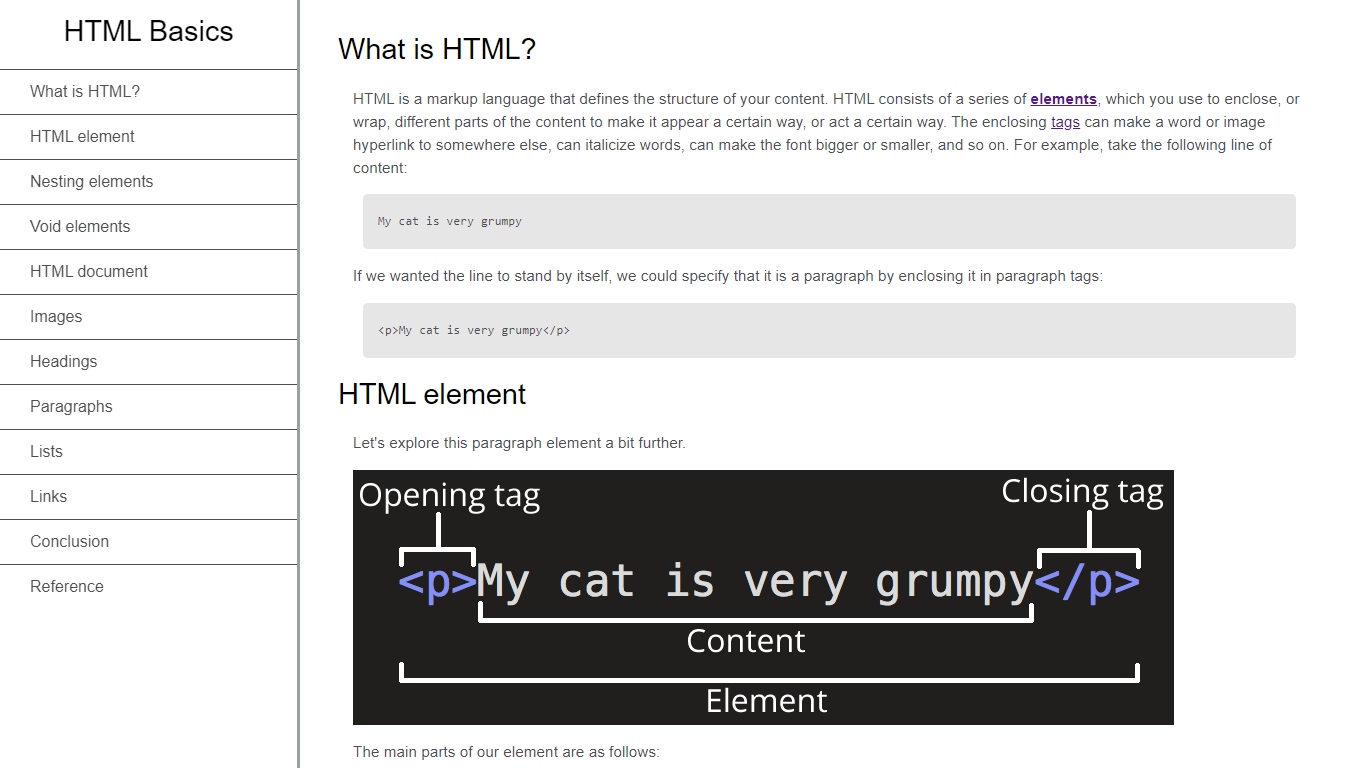 HTML Basics
What is HTML?
HTML element
Nesting elements
Void elements
HTML document
Images
Headings
Paragraphs
Lists
Links
Conclusion
Reference
What is HTML?
HTML is a markup language that defines the structure of your content. HTML consists of a series of elements, which you use to enclose, or
wrap, different parts of the content to make it appear a certain way, or act a certain way. The enclosing tags can make a word or image
hyperlink to somewhere else, can italicize words, can make the font bigger or smaller, and so on. For example, take the following line of
content:
My cat is very grumpy
If we wanted the line to stand by itself, we could specify that it is a paragraph by enclosing it in paragraph tags:
<p>My cat is very grumpy</p>
HTML element
Let's explore this paragraph element a bit further.
Opening tag
Closing tag
<p>My cat is very grumpy</p>
Content
Element
The main parts of our element are as follows: